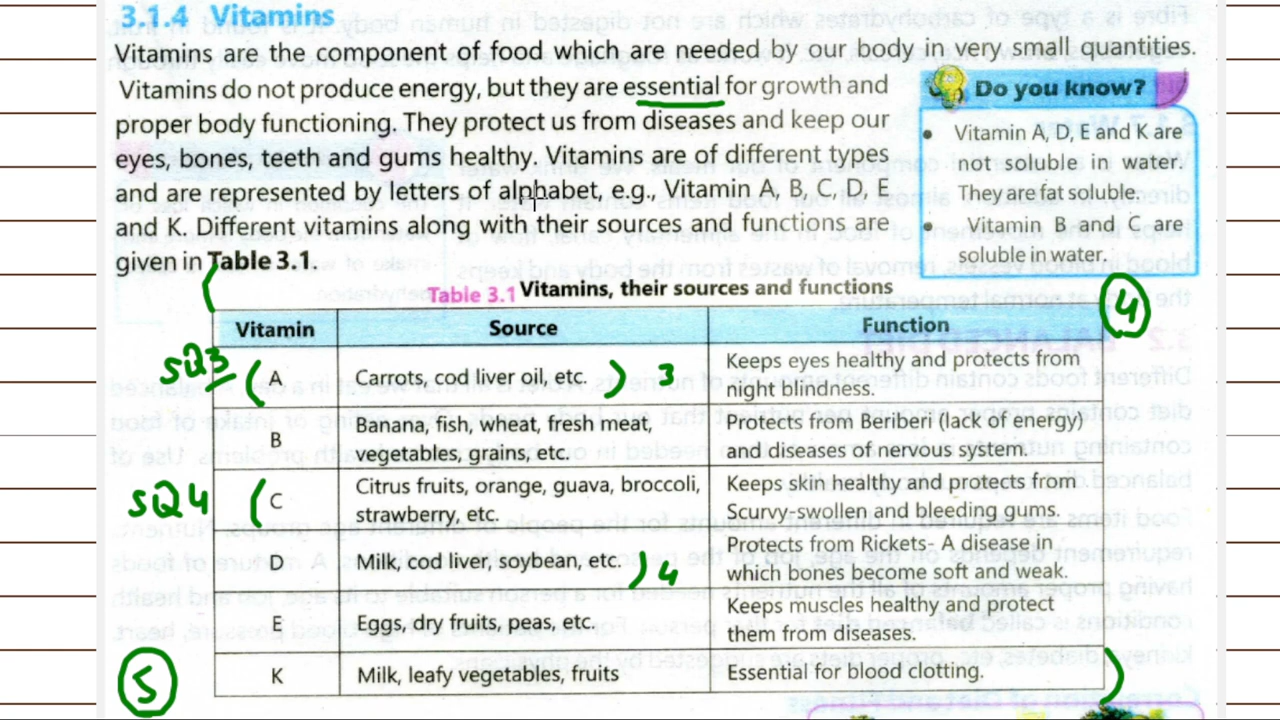 3.1.4 Vitamins
Vitamins are the component of food which are needed by our body in very small quantities.
Vitamins do not produce energy, but they are essential for growth and
proper body functioning. They protect us from diseases and keep our
eyes, bones, teeth and gums healthy. Vitamins are of different types
and are represented by letters of alphabet, e.g., Vitamin A, B, C, D, E
and K. Different vitamins along with their sources and functions are
given in Table 3.1.
Do you know?
• Vitamin A, D, E and K are
not soluble in water.
They are fat soluble.
• Vitamin B and C are
soluble in water.
4
Table 3.1 Vitamins, their sources and functions
Vitamin Source Function
SQ3 ( A Carrots, cod liver oil, etc. ) 3 Keeps eyes healthy and protects from
night blindness.
B Banana, fish, wheat, fresh meat,
vegetables, grains, etc.
Protects from Beriberi (lack of energy)
and diseases of nervous system.
SQ4 ( C Citrus fruits, orange, guava, broccoli,
strawberry, etc.
Keeps skin healthy and protects from
Scurvy-swollen and bleeding gums.
D Milk, cod liver, soybean, etc. ) 4 Protects from Rickets- A disease in
which bones become soft and weak.
E Eggs, dry fruits, peas, etc. Keeps muscles healthy and protect
them from diseases.
5
K Milk, leafy vegetables, fruits Essential for blood clotting.